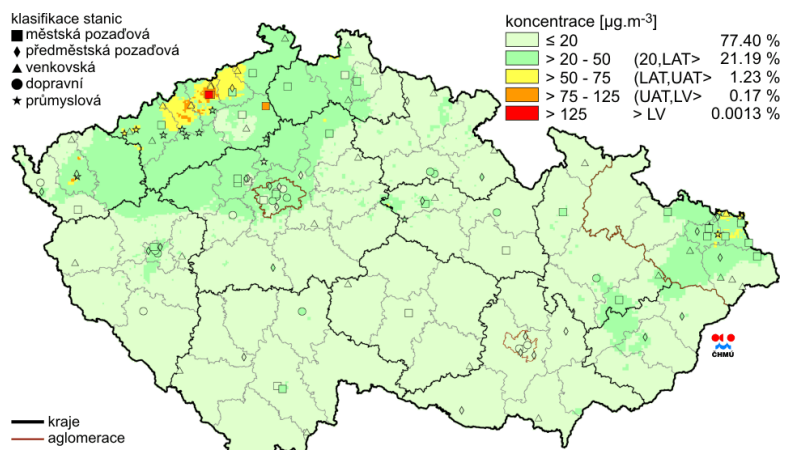 klasifikace stanic
městská pozaďová
předměstská pozaďová
venkovská
dopravní
průmyslová
koncentrace [µg.m-3]
≤ 20 77.40 %
> 20 - 50 (20,LAT> 21.19 %
> 50 - 75 (LAT,UAT> 1.23 %
> 75 - 125 (UAT,LV> 0.17 %
> 125 > LV 0.0013 %
ČHMÚ
kraje
aglomerace